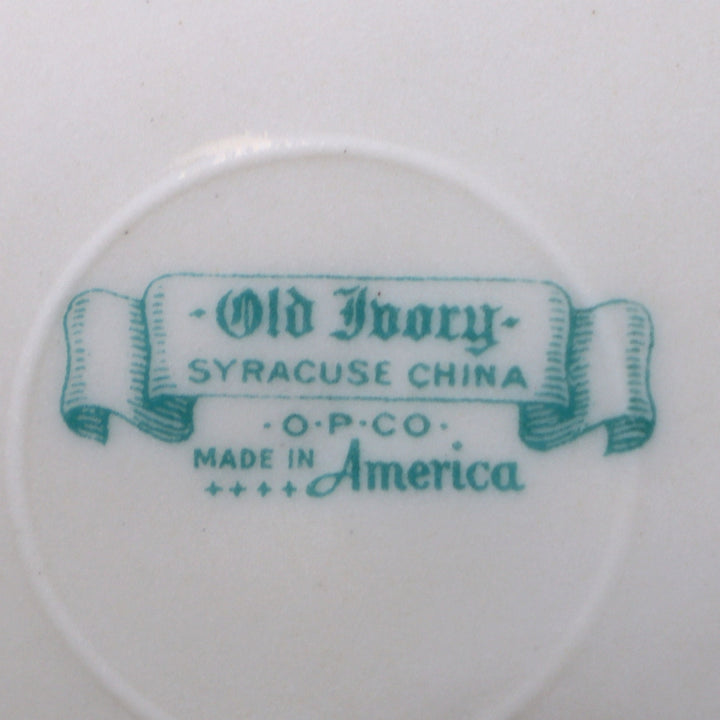 ·Old Ivory·
SYRACUSE CHINA
·O·P·CO·
MADE IN America
++++